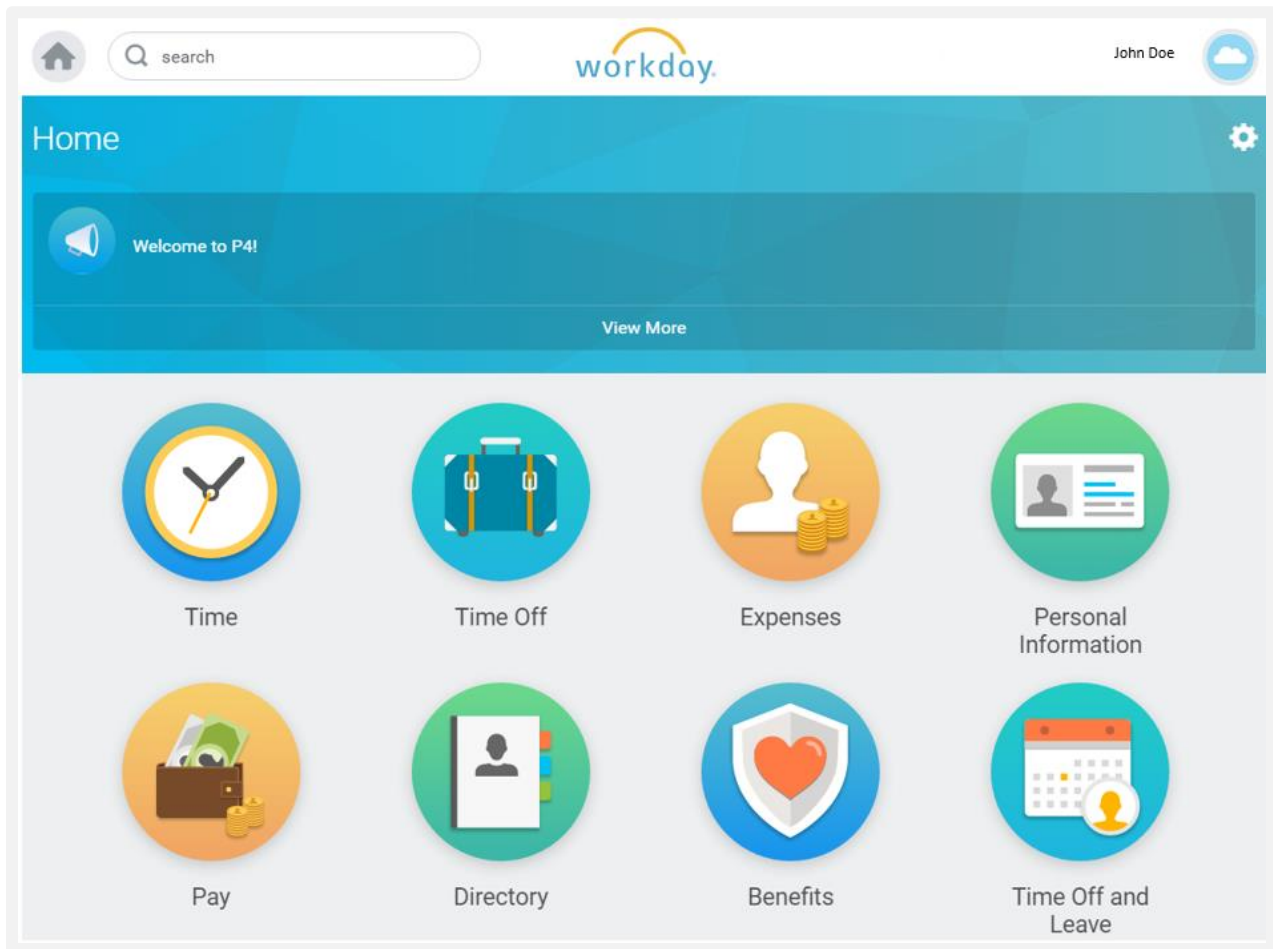 search
workday.
John Doe
Home
Welcome to P4!
View More
Time
Time Off
Expenses
Personal
Information
Pay
Directory
Benefits
Time Off and
Leave